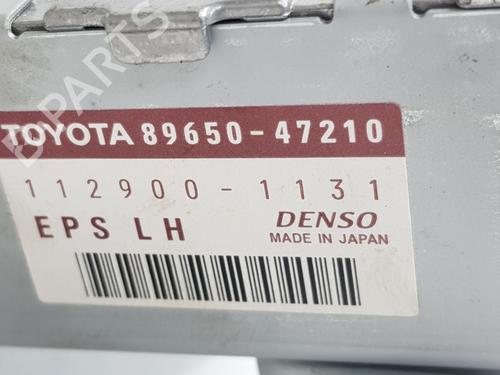 B-PARTS
TOYOTA 89650-47210
112900-1131
EPS LH DENSO
MADE IN JAPAN